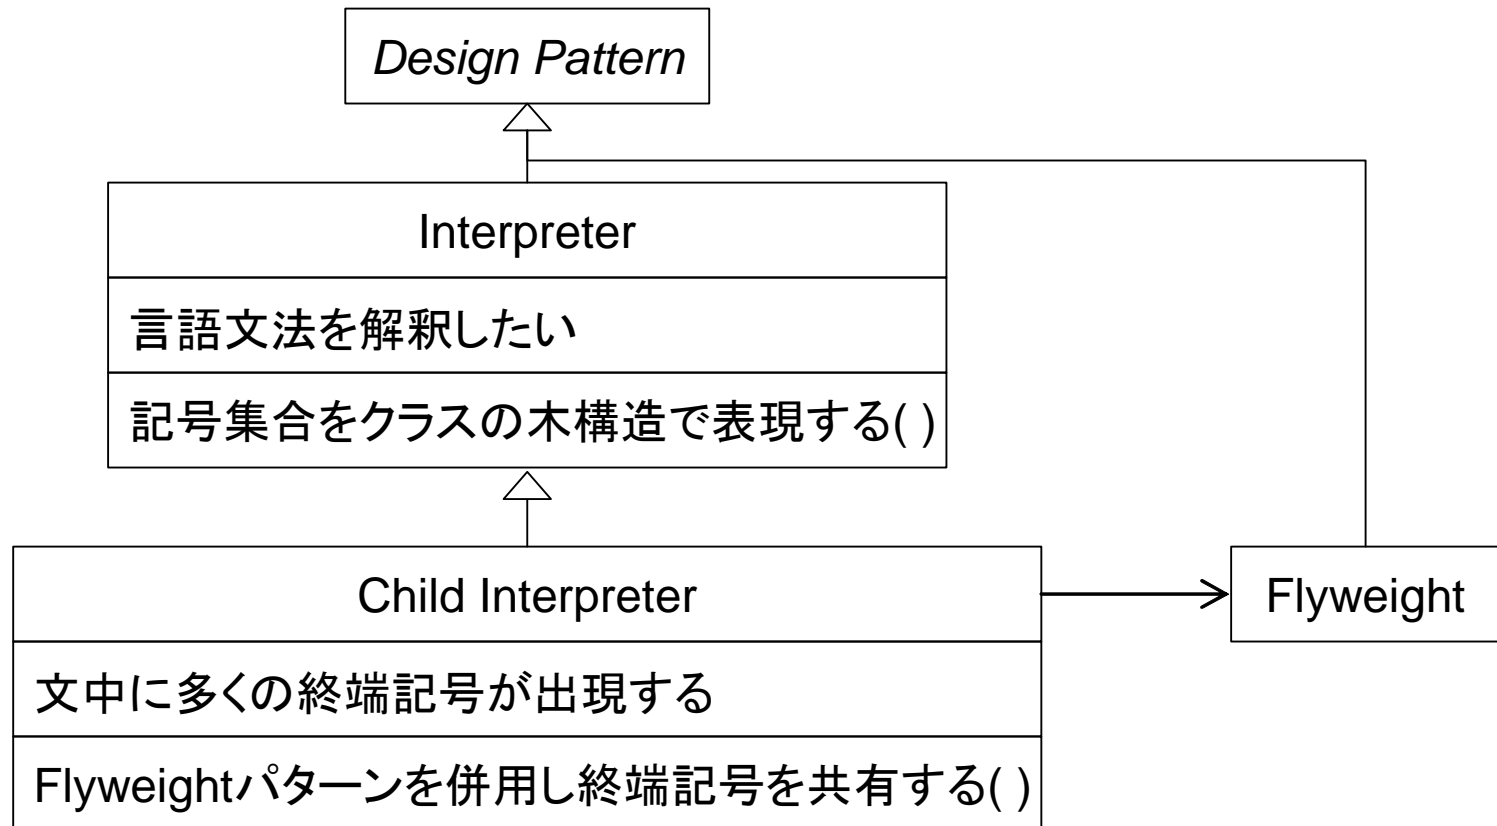 Design Pattern
Interpreter
言語文法を解釈したい
記号集合をクラスの木構造で表現する( )
Child Interpreter
Flyweight
文中に多くの終端記号が出現する
Flyweightパターンを併用し終端記号を共有する( )